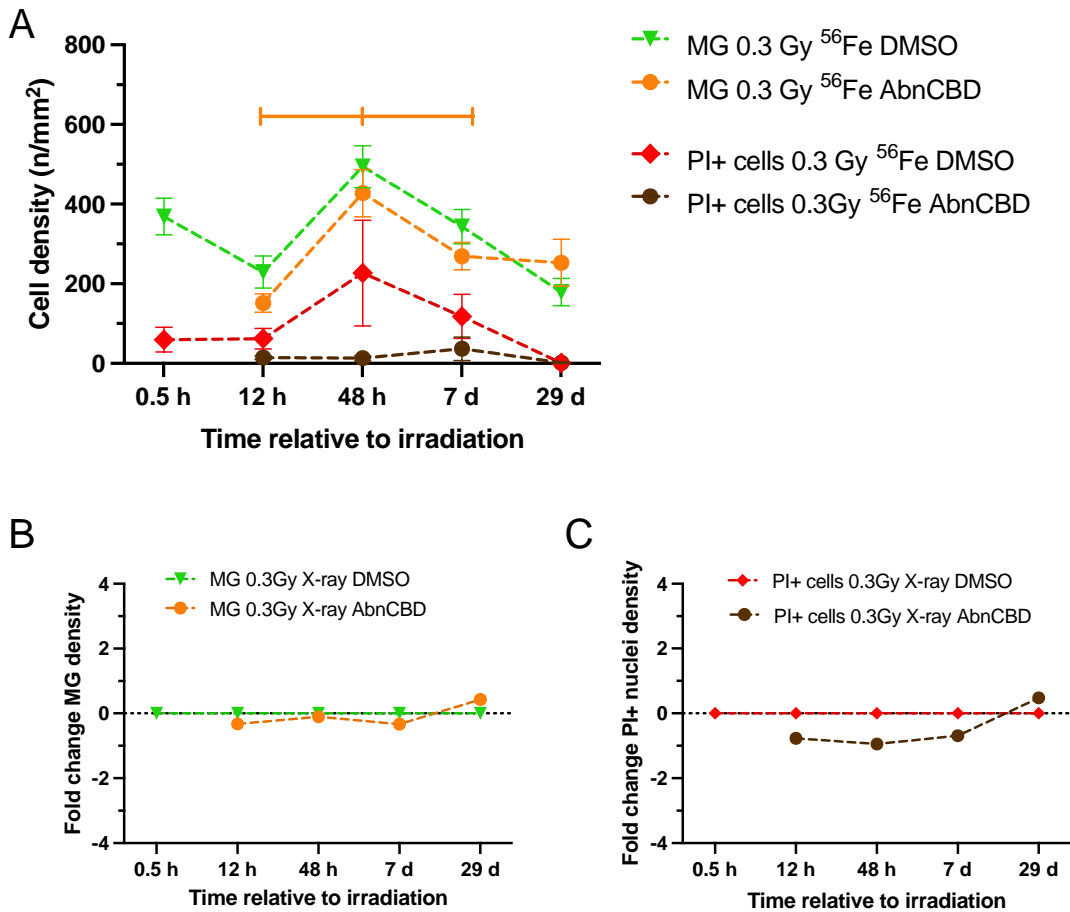 A
Cell density (n/mm²)
800
600
400
200
0
0.5 h 12 h 48 h 7 d 29 d
Time relative to irradiation
MG 0.3 Gy ⁵⁶Fe DMSO
MG 0.3 Gy ⁵⁶Fe AbnCBD
PI+ cells 0.3 Gy ⁵⁶Fe DMSO
PI+ cells 0.3Gy ⁵⁶Fe AbnCBD
B
MG 0.3Gy X-ray DMSO
MG 0.3Gy X-ray AbnCBD
Fold change MG density
4
2
0
-2
-4
0.5 h 12 h 48 h 7 d 29 d
Time relative to irradiation
C
PI+ cells 0.3Gy X-ray DMSO
PI+ cells 0.3Gy X-ray AbnCBD
Fold change PI+ nuclei density
4
2
0
-2
-4
0.5 h 12 h 48 h 7 d 29 d
Time relative to irradiation